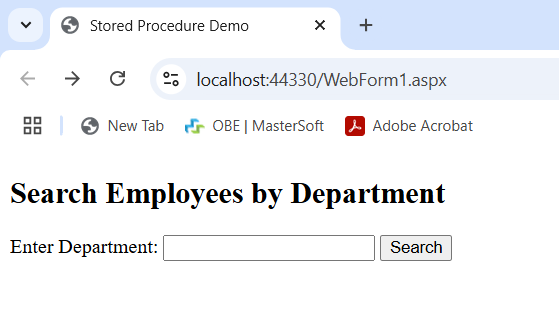 Stored Procedure Demo
localhost:44330/WebForm1.aspx
New Tab OBE | MasterSoft Adobe Acrobat
Search Employees by Department
Enter Department: Search